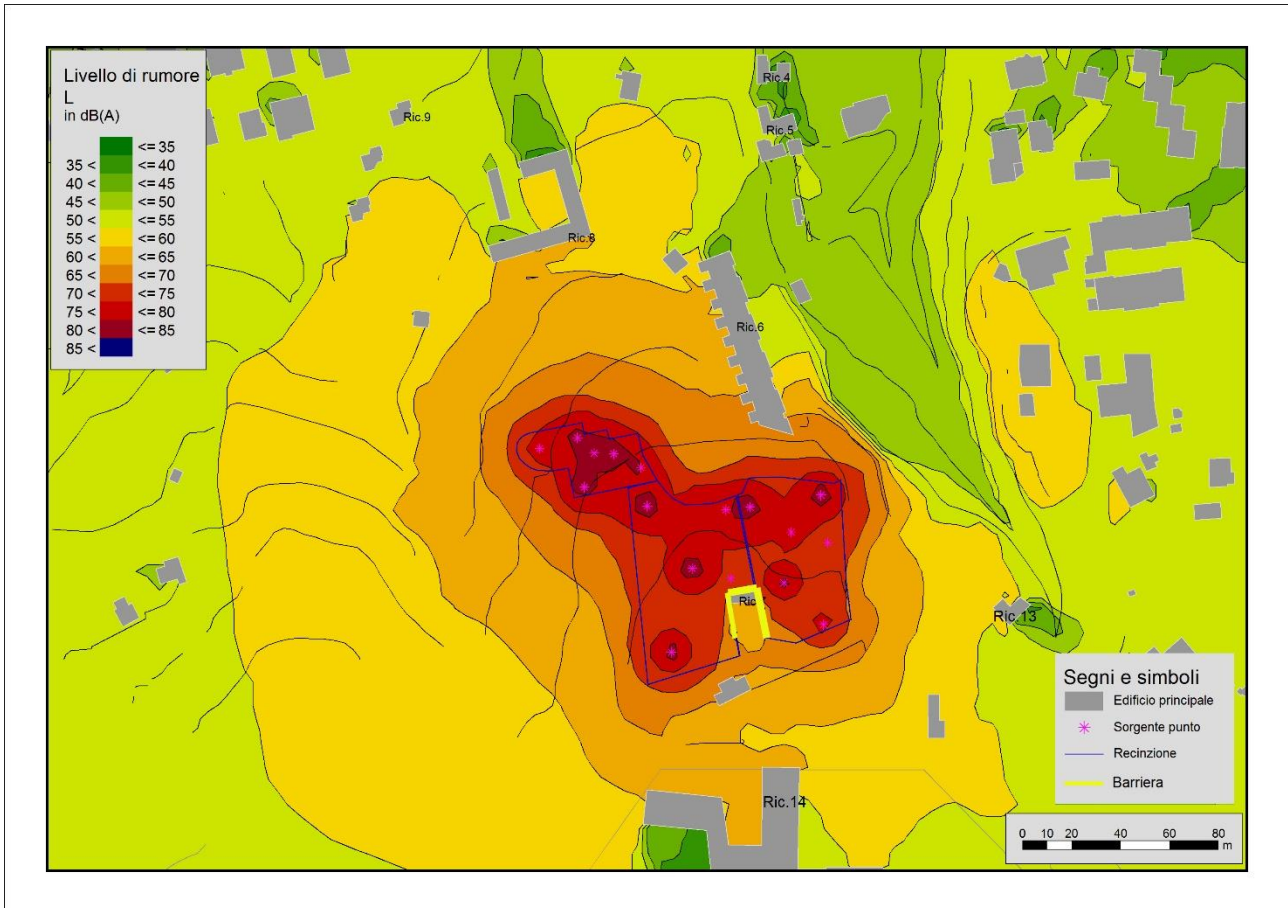 Livello di rumore
L
in dB(A)
<= 35
35 < <= 40
40 < <= 45
45 < <= 50
50 < <= 55
55 < <= 60
60 < <= 65
65 < <= 70
70 < <= 75
75 < <= 80
80 < <= 85
85 <
Ric.4
Ric.9
Ric.5
Ric.8
Ric.6
Ric.
Ric.13
Ric.14
Segni e simboli
Edificio principale
Sorgente punto
Recinzione
Barriera
0 10 20 40 60 80
m